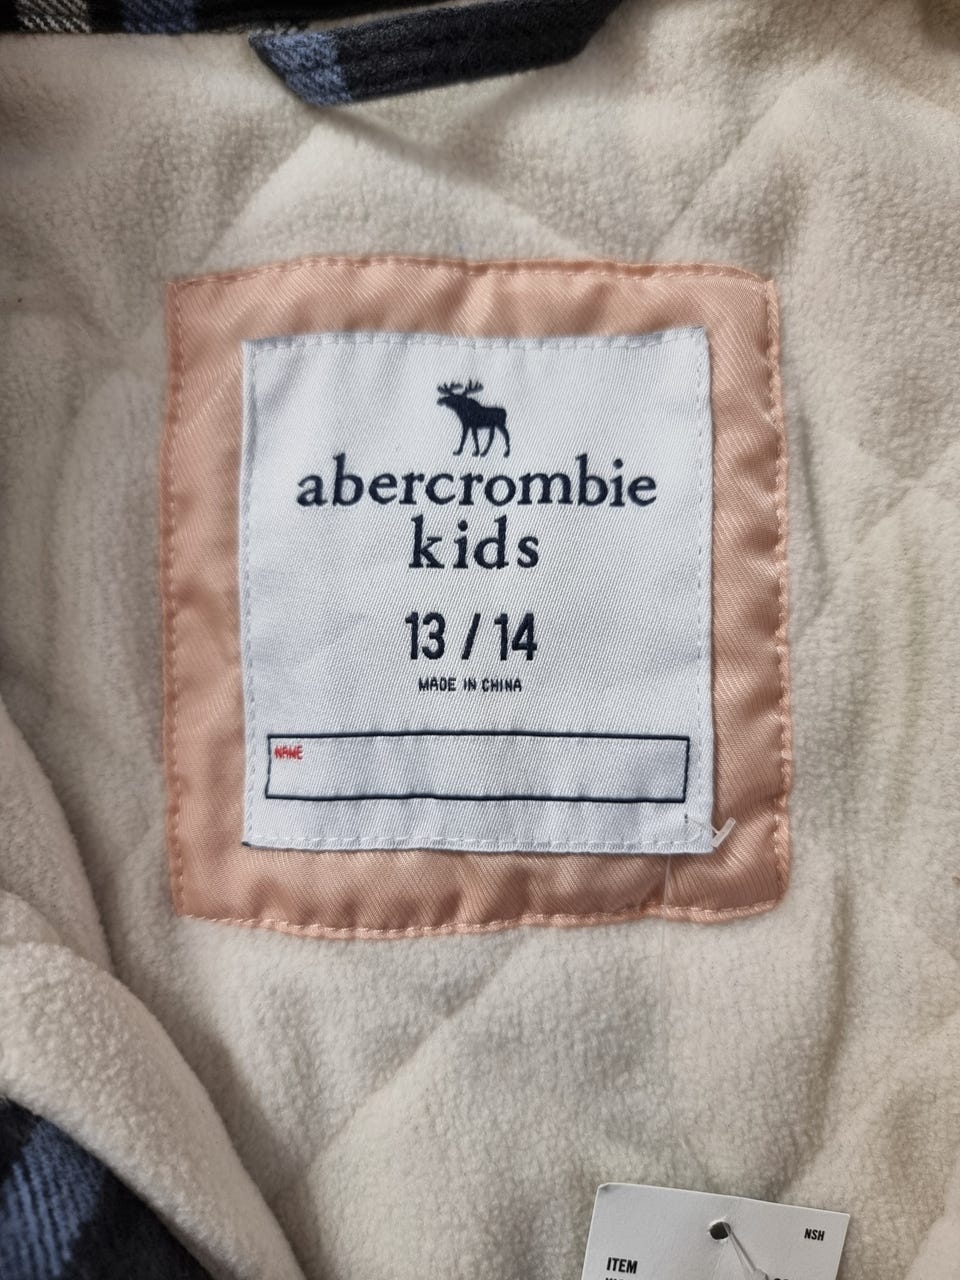 abercrombie
kids
13 / 14
MADE IN CHINA
NAME
NSH
ITEM